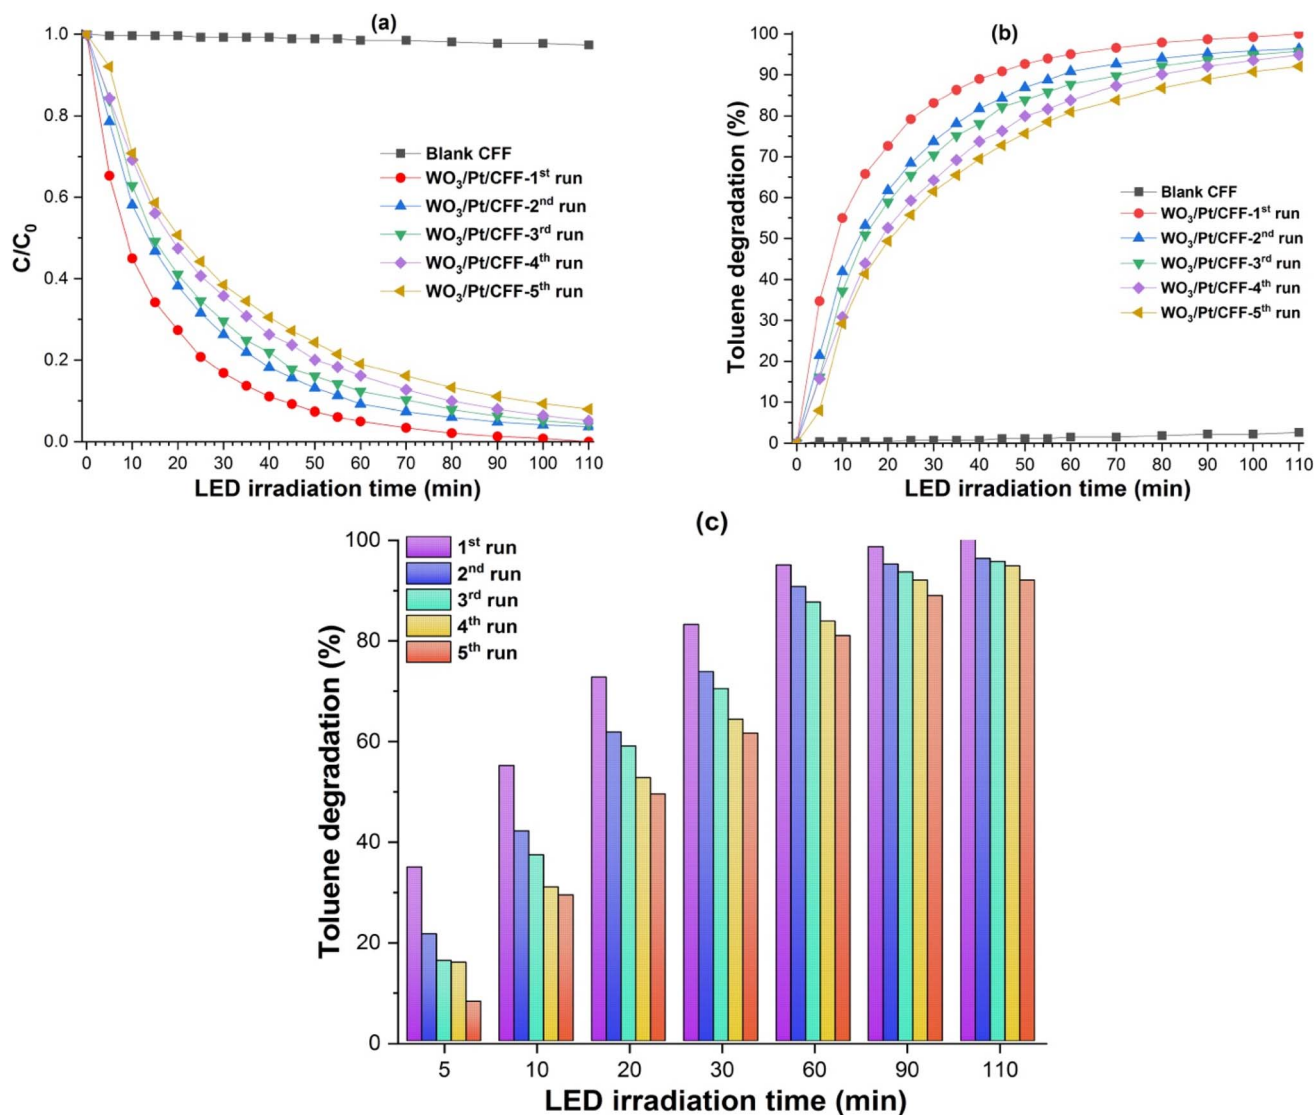 (a)
1.0
0.8
0.6
0.4
0.2
0.0
C/C₀
Blank CFF
WO₃/Pt/CFF-1ˢᵗ run
WO₃/Pt/CFF-2ⁿᵈ run
WO₃/Pt/CFF-3ʳᵈ run
WO₃/Pt/CFF-4ᵗʰ run
WO₃/Pt/CFF-5ᵗʰ run
0 10 20 30 40 50 60 70 80 90 100 110
LED irradiation time (min)
(b)
100
90
80
70
60
50
40
30
20
10
0
Toluene degradation (%)
Blank CFF
WO₃/Pt/CFF-1ˢᵗ run
WO₃/Pt/CFF-2ⁿᵈ run
WO₃/Pt/CFF-3ʳᵈ run
WO₃/Pt/CFF-4ᵗʰ run
WO₃/Pt/CFF-5ᵗʰ run
0 10 20 30 40 50 60 70 80 90 100 110
LED irradiation time (min)
(c)
100
80
60
40
20
0
Toluene degradation (%)
1ˢᵗ run
2ⁿᵈ run
3ʳᵈ run
4ᵗʰ run
5ᵗʰ run
5 10 20 30 60 90 110
LED irradiation time (min)